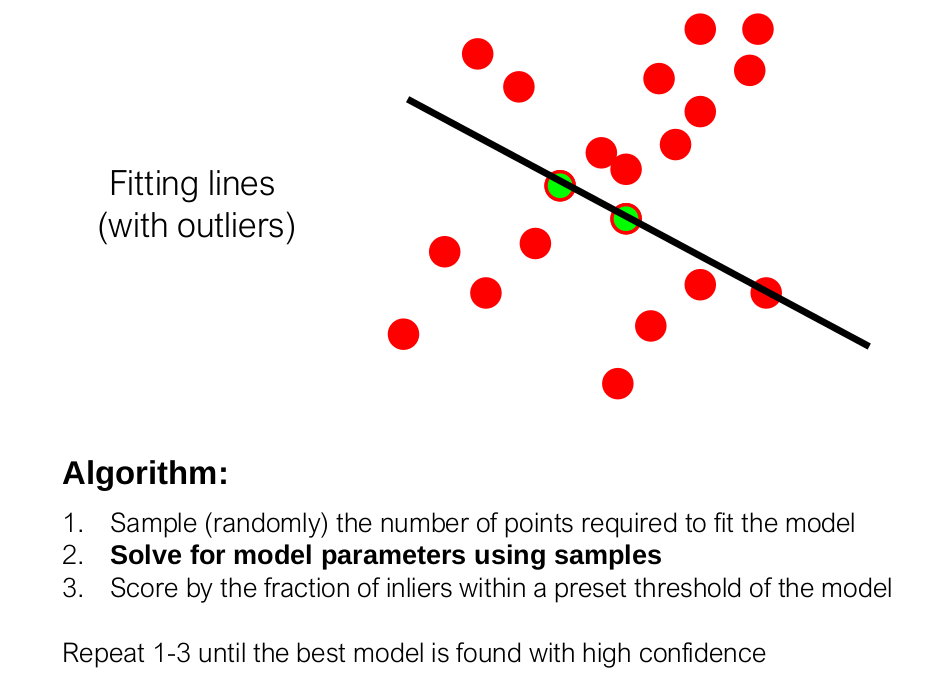 Fitting lines
(with outliers)
Algorithm:
1. Sample (randomly) the number of points required to fit the model
2. Solve for model parameters using samples
3. Score by the fraction of inliers within a preset threshold of the model
Repeat 1-3 until the best model is found with high confidence